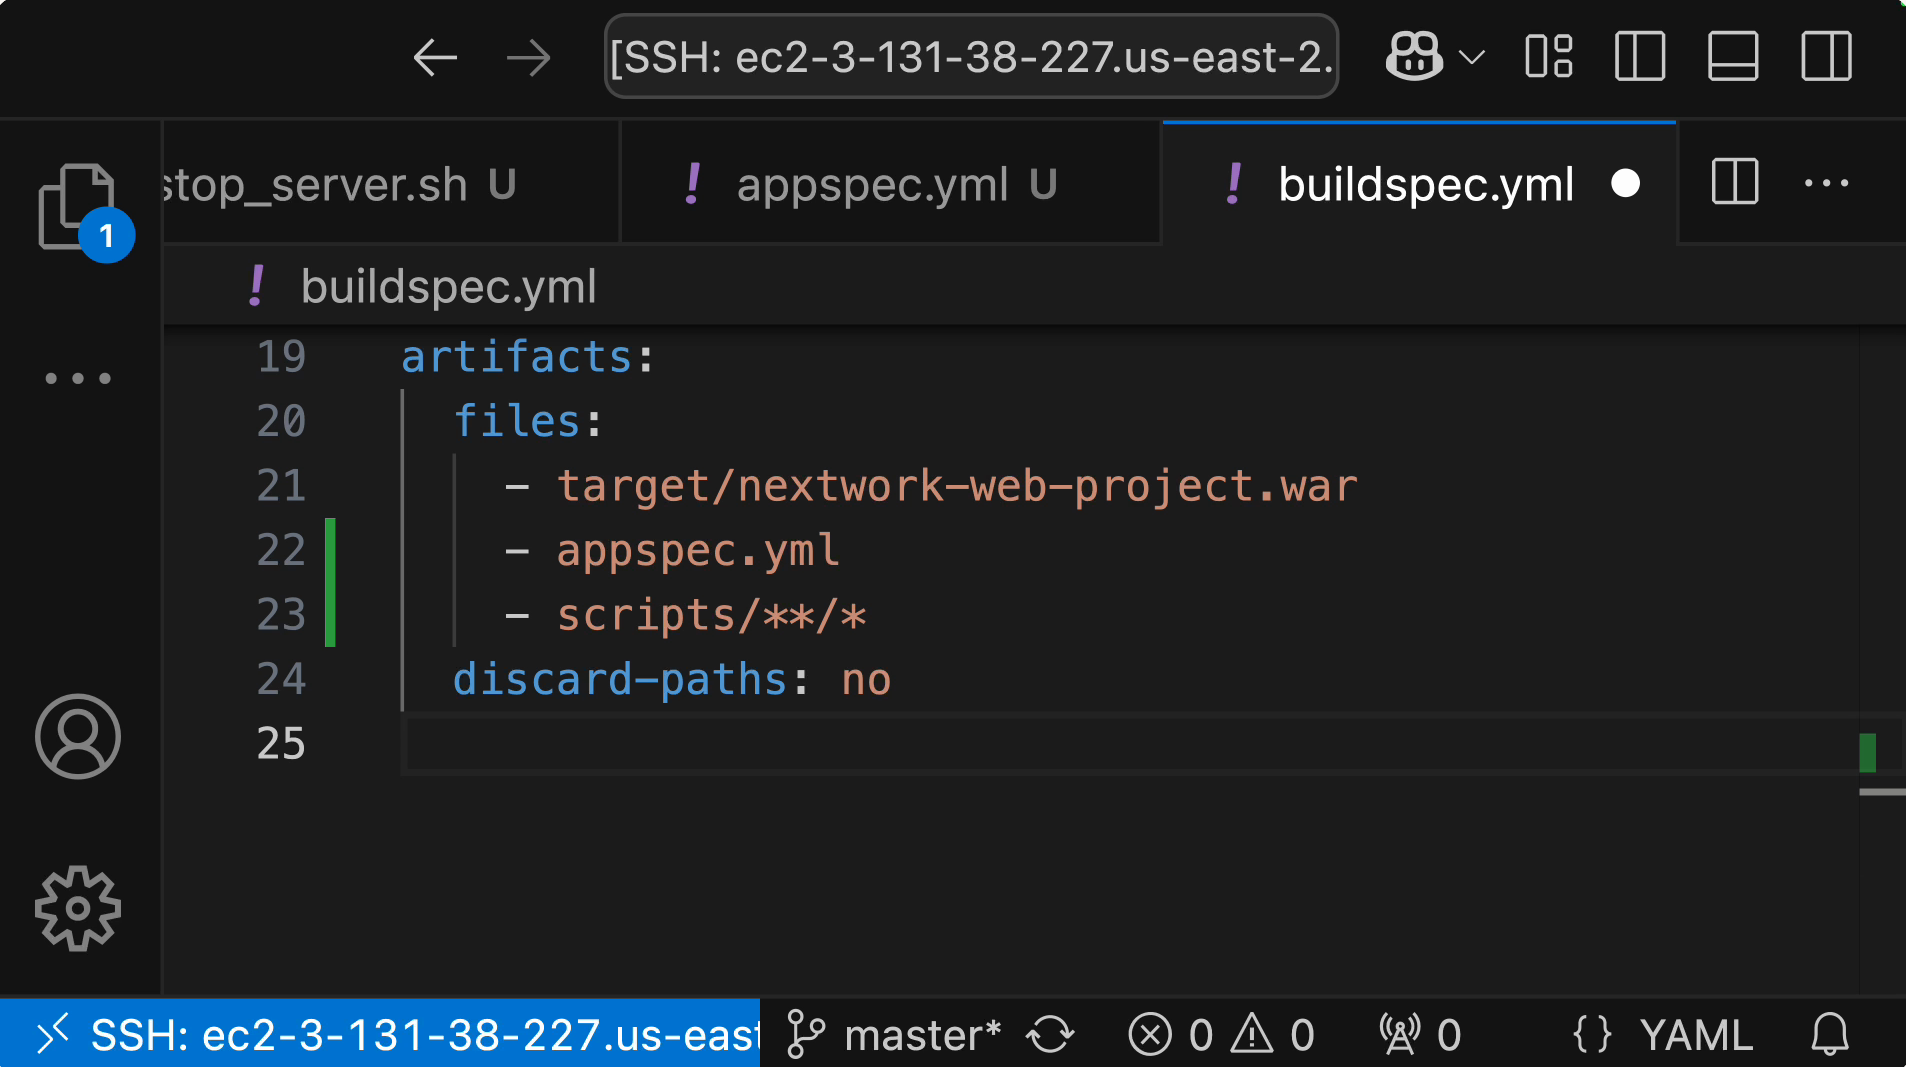 [SSH: ec2-3-131-38-227.us-east-2.
stop_server.sh U
! appspec.yml U
! buildspec.yml
1
! buildspec.yml
19 artifacts:
20 files:
21 - target/nextwork-web-project.war
22 - appspec.yml
23 - scripts/**/*
24 discard-paths: no
25
SSH: ec2-3-131-38-227.us-east
master*
0
0
0
{} YAML